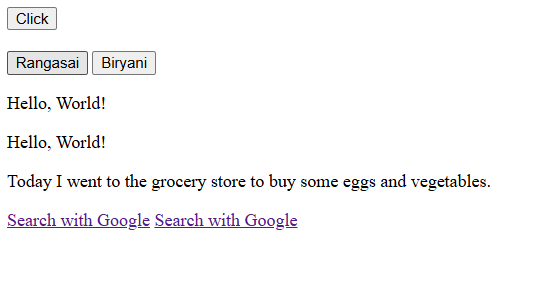 Click
Rangasai Biryani
Hello, World!
Hello, World!
Today I went to the grocery store to buy some eggs and vegetables.
Search with Google Search with Google